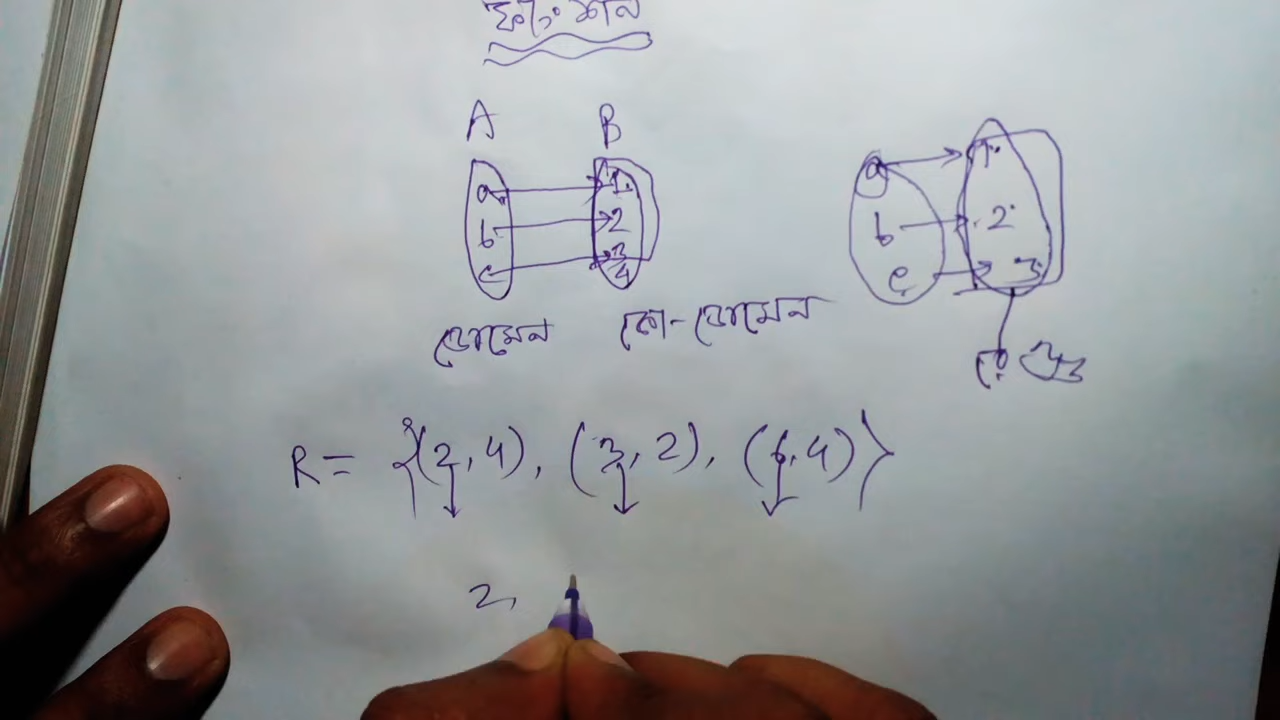 ফাংশন
A B
a 1
b 2
c 3
4
a 1
b 2
c 3
ডোমেন কো-ডোমেন
R = {(2, 4), (3, 2), (6, 4)}
2,